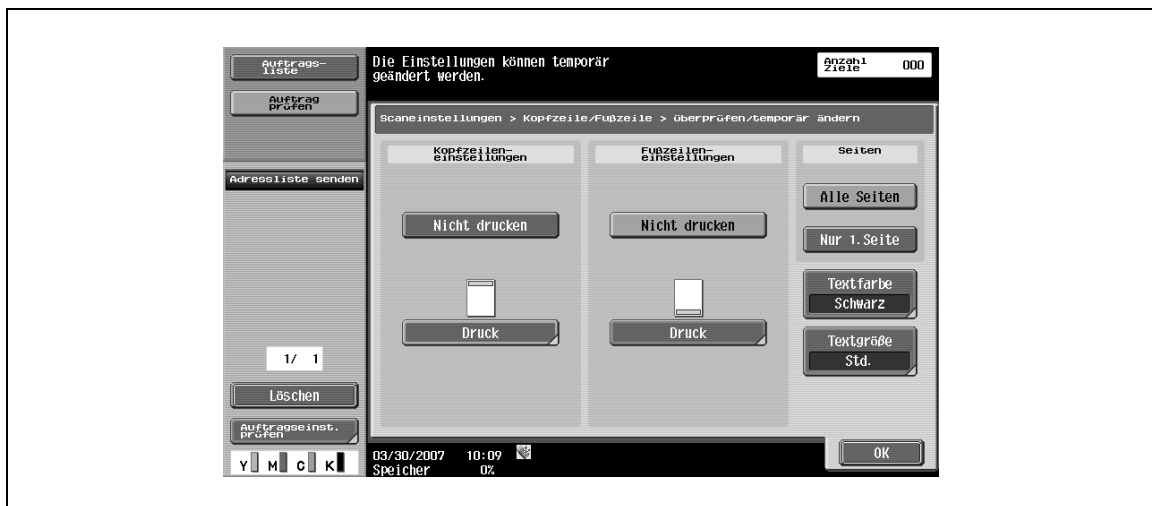 Auftrags-
liste
Auftrag
prüfen
Adressliste senden
1/ 1
Löschen
Auftragseinst.
prüfen
Y M C K
Die Einstellungen können temporär
geändert werden.
Anzahl
Ziele 000
Scaneinstellungen > Kopfzeile/Fußzeile > überprüfen/temporär ändern
Kopfzeilen-
einstellungen
Nicht drucken
Druck
Fußzeilen-
einstellungen
Nicht drucken
Druck
Seiten
Alle Seiten
Nur 1.Seite
Textfarbe
Schwarz
Textgröße
Std.
03/30/2007 10:09
Speicher 0%
OK